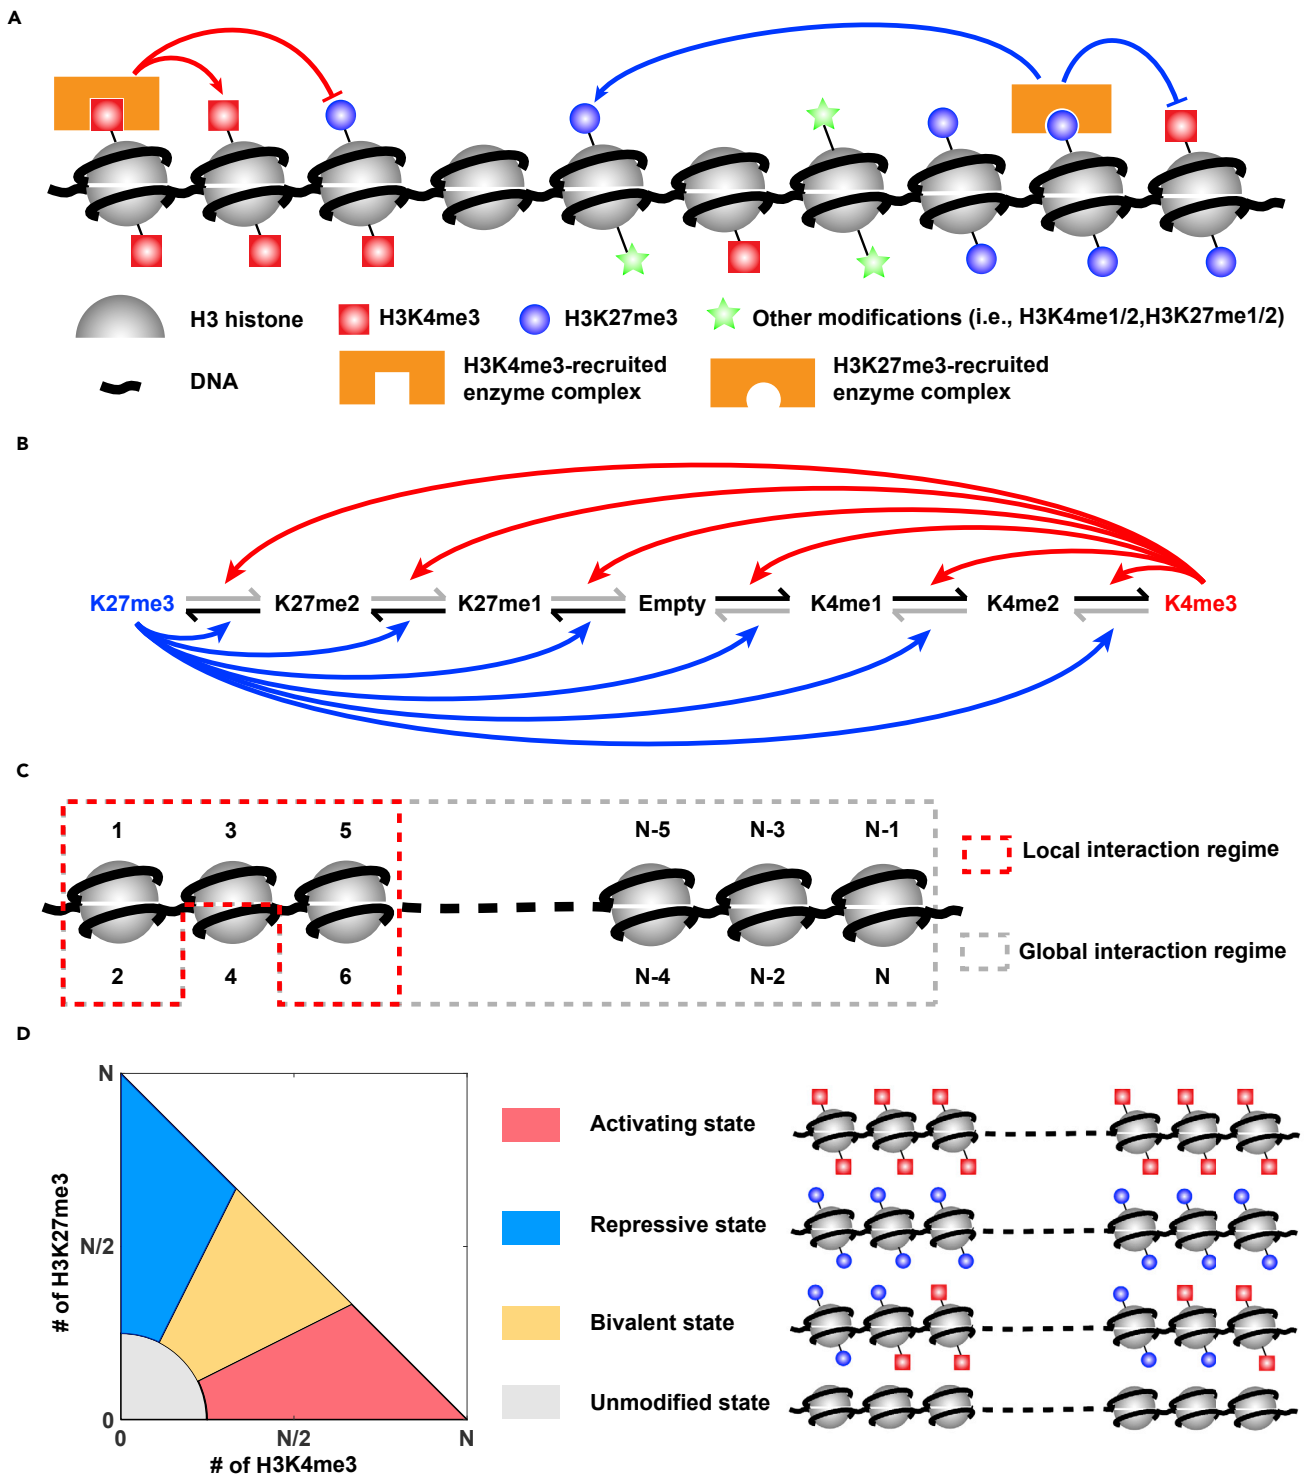 A
H3 histone
H3K4me3
H3K27me3
Other modifications (i.e., H3K4me1/2,H3K27me1/2)
DNA
H3K4me3-recruited
enzyme complex
H3K27me3-recruited
enzyme complex
B
K27me3
K27me2
K27me1
Empty
K4me1
K4me2
K4me3
C
1
3
5
N-5
N-3
N-1
2
4
6
N-4
N-2
N
Local interaction regime
Global interaction regime
D
N
N/2
0
# of H3K27me3
0
N/2
N
# of H3K4me3
Activating state
Repressive state
Bivalent state
Unmodified state